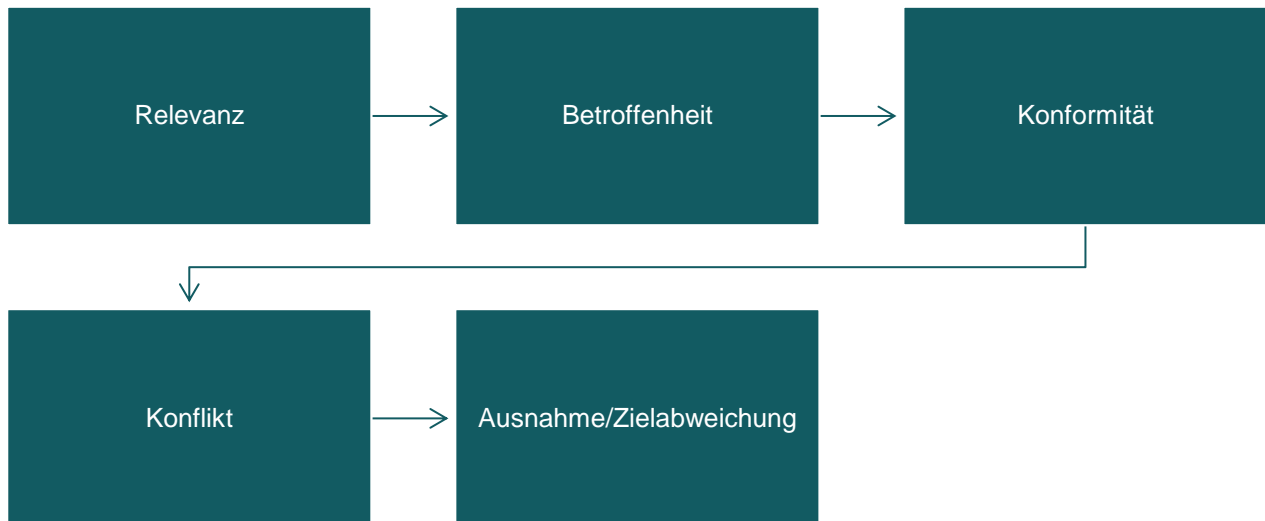 Relevanz
Betroffenheit
Konformität
Konflikt
Ausnahme/Zielabweichung